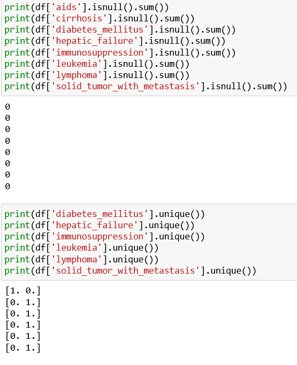 print(df['aids'].isnull().sum())
print(df['cirrhosis'].isnull().sum())
print(df['diabetes_mellitus'].isnull().sum())
print(df['hepatic_failure'].isnull().sum())
print(df['immunosuppression'].isnull().sum())
print(df['leukemia'].isnull().sum())
print(df['lymphoma'].isnull().sum())
print(df['solid_tumor_with_metastasis'].isnull().sum())
0
0
0
0
0
0
0
0
print(df['diabetes_mellitus'].unique())
print(df['hepatic_failure'].unique())
print(df['immunosuppression'].unique())
print(df['leukemia'].unique())
print(df['lymphoma'].unique())
print(df['solid_tumor_with_metastasis'].unique())
[1. 0.]
[0. 1.]
[0. 1.]
[0. 1.]
[0. 1.]
[0. 1.]